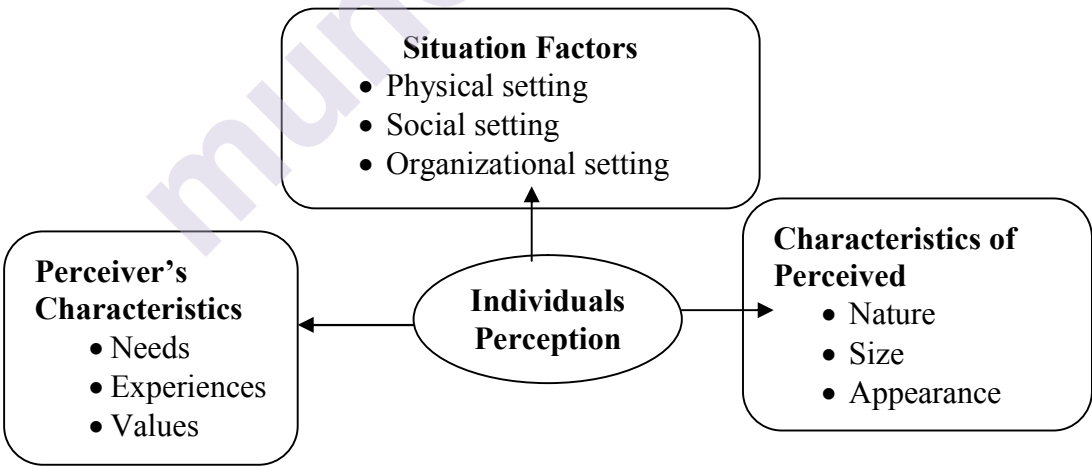 Situation Factors
• Physical setting
• Social setting
• Organizational setting
Perceiver’s
Characteristics
• Needs
• Experiences
• Values
Individuals
Perception
Characteristics of
Perceived
• Nature
• Size
• Appearance